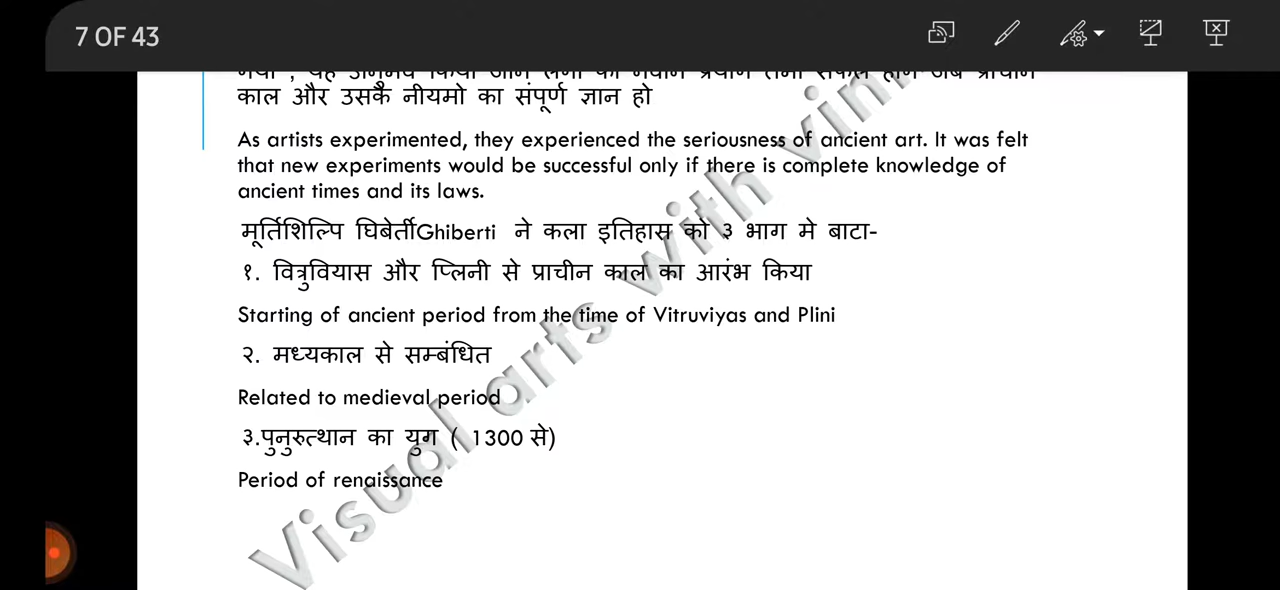 7 OF 43
काल और उसकै नीयमो का संपूर्ण ज्ञान हो
As artists experimented, they experienced the seriousness of ancient art. It was felt
that new experiments would be successful only if there is complete knowledge of
ancient times and its laws.
मूर्तिशिल्पि घिबेर्तीGhiberti ने कला इतिहास को ३ भाग मे बाटा-
१. वित्रुवियास और प्लिनी से प्राचीन काल का आरंभ किया
Starting of ancient period from the time of Vitruviyas and Plini
२. मध्यकाल से सम्बंधित
Related to medieval period
३.पुनुरुत्थान का युग ( 1300 से)
Period of renaissance
Visual arts with